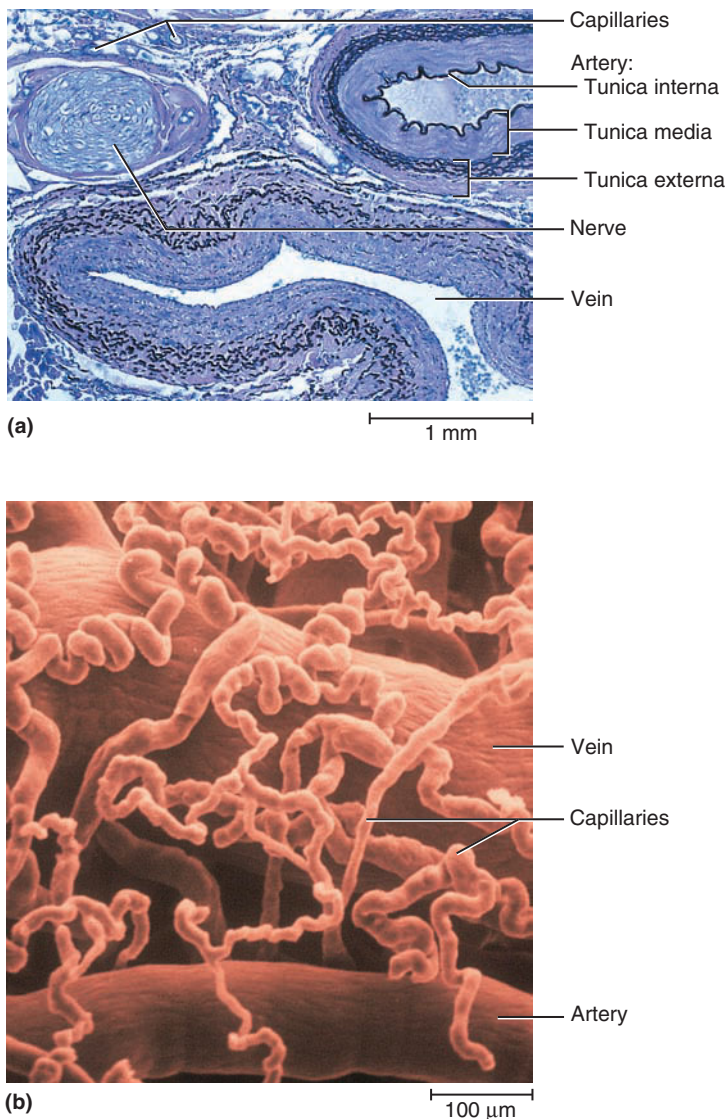 Capillaries
Artery:
Tunica interna
Tunica media
Tunica externa
Nerve
Vein
(a)
1 mm
Vein
Capillaries
Artery
(b)
100 μm